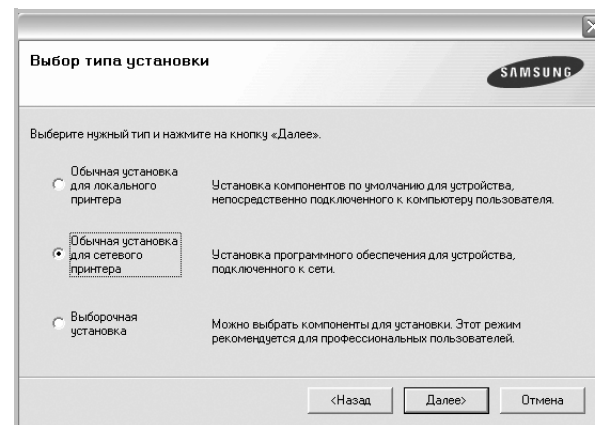 Выбор типа установки
SAMSUNG
Выберите нужный тип и нажмите на кнопку «Далее».
Обычная установка
для локального
принтера
Установка компонентов по умолчанию для устройства,
непосредственно подключенного к компьютеру пользователя.
Обычная установка
для сетевого
принтера
Установка программного обеспечения для устройства,
подключенного к сети.
Выборочная
установка
Можно выбрать компоненты для установки. Этот режим
рекомендуется для профессиональных пользователей.
<Назад
Далее>
Отмена